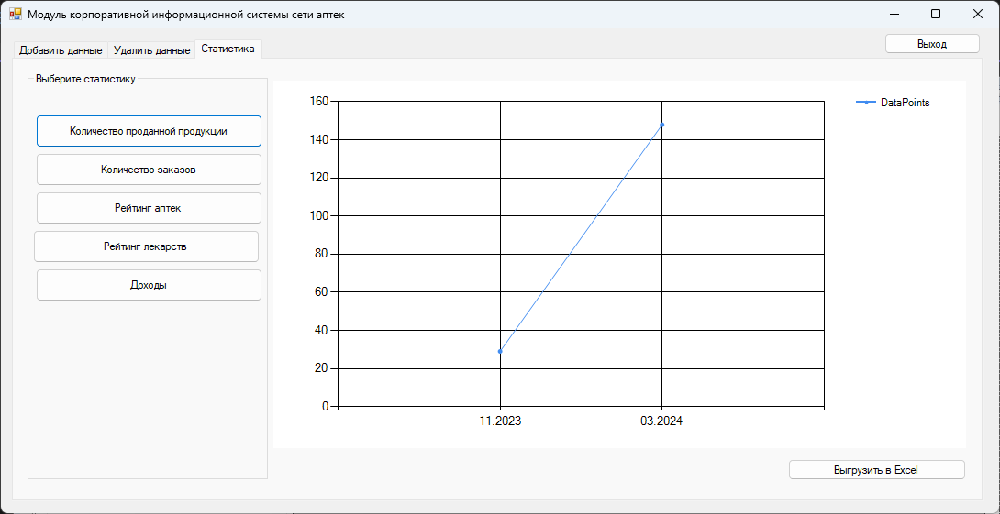 Модуль корпоративной информационной системы сети аптек
Выход
Добавить данные
Удалить данные
Статистика
Выберите статистику
Количество проданной продукции
Количество заказов
Рейтинг аптек
Рейтинг лекарств
Доходы
160
140
120
100
80
60
40
20
0
11.2023
03.2024
DataPoints
Выгрузить в Excel